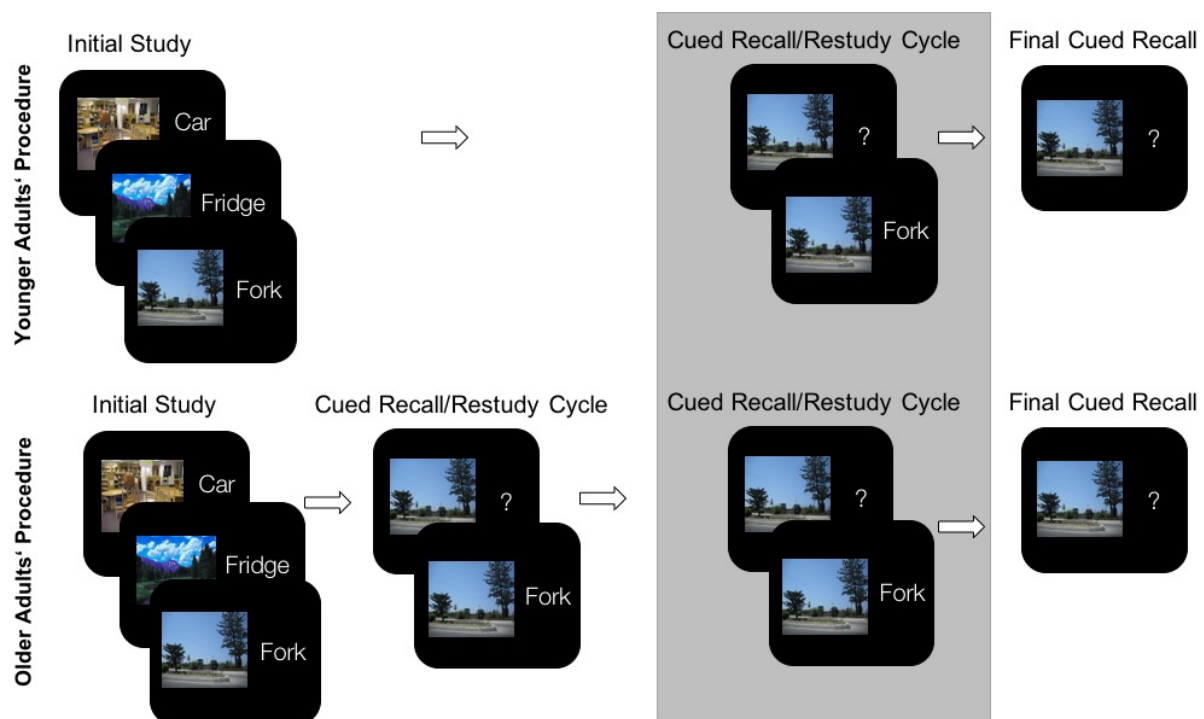 Younger Adults‘ Procedure
Initial Study
Car
Fridge
Fork
Cued Recall/Restudy Cycle
?
Fork
Final Cued Recall
?
Older Adults‘ Procedure
Initial Study
Car
Fridge
Fork
Cued Recall/Restudy Cycle
?
Fork
Cued Recall/Restudy Cycle
?
Fork
Final Cued Recall
?